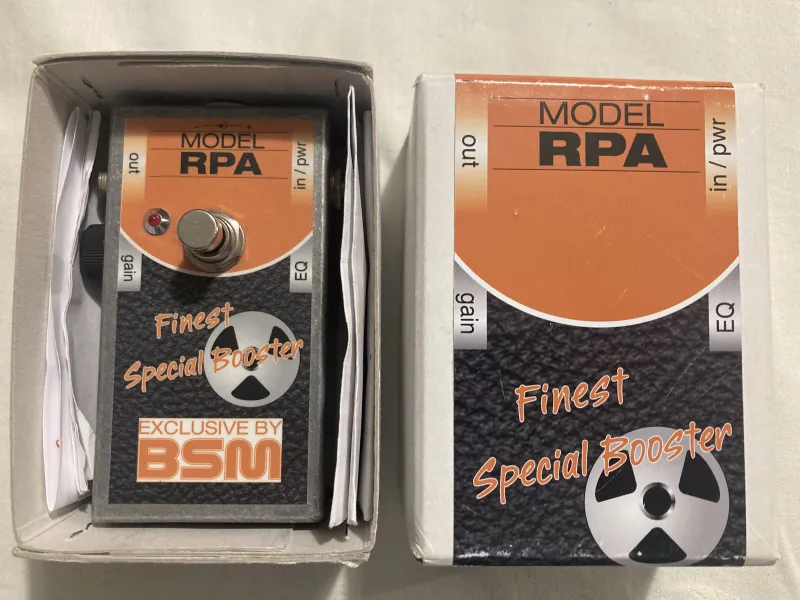 MODEL
RPA
out
in / pwr
gain
EQ
Finest
Special Booster
EXCLUSIVE BY
BSM
MODEL
RPA
out
in / pwr
gain
EQ
Finest
Special Booster